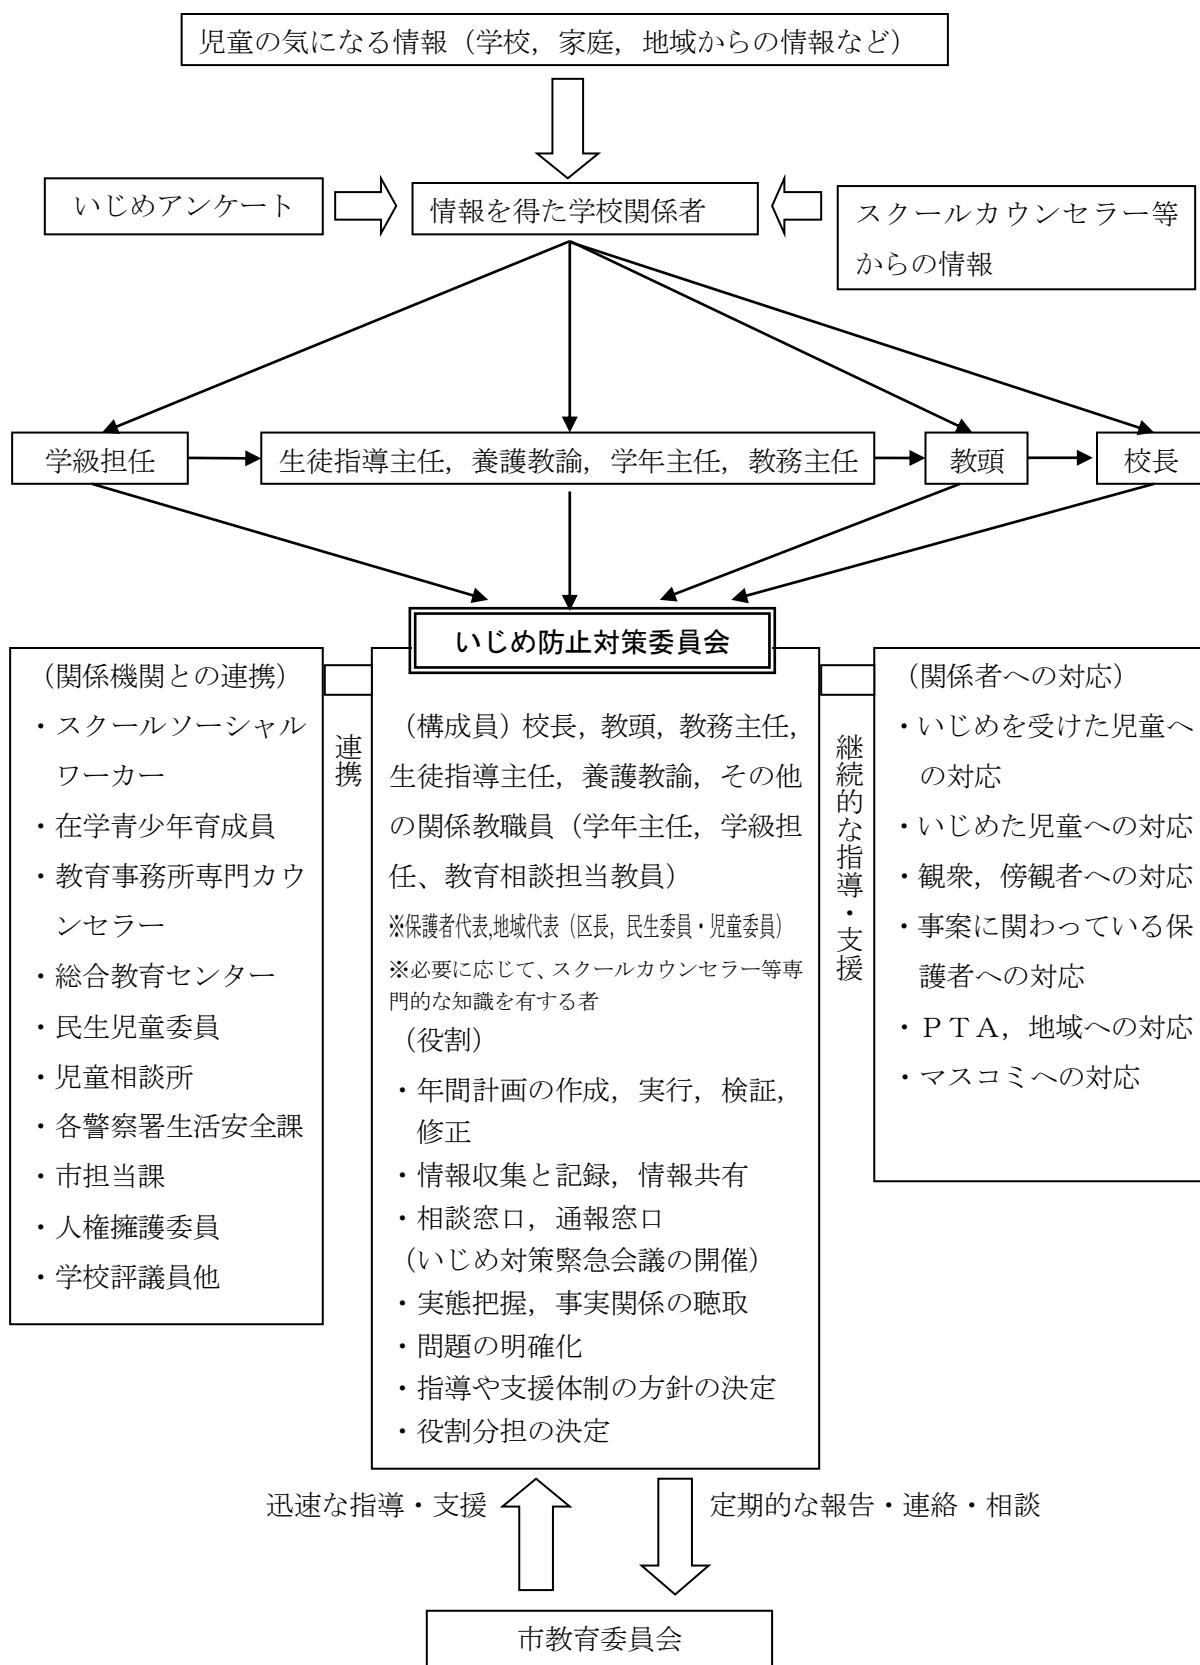 児童の気になる情報（学校，家庭，地域からの情報など）
いじめアンケート
情報を得た学校関係者
スクールカウンセラー等
からの情報
学級担任
生徒指導主任，養護教諭，学年主任，教務主任
教頭
校長
いじめ防止対策委員会
（関係機関との連携）
・スクールソーシャル
ワーカー
・在学青少年育成員
・教育事務所専門カウ
ンセラー
・総合教育センター
・民生児童委員
・児童相談所
・各警察署生活安全課
・市担当課
・人権擁護委員
・学校評議員他
連携
（構成員）校長，教頭，教務主任，
生徒指導主任，養護教諭，その他
の関係教職員（学年主任，学級担
任、教育相談担当教員）
※保護者代表,地域代表（区長，民生委員・児童委員）
※必要に応じて、スクールカウンセラー等専
門的な知識を有する者
（役割）
・年間計画の作成，実行，検証，
修正
・情報収集と記録，情報共有
・相談窓口，通報窓口
（いじめ対策緊急会議の開催）
・実態把握，事実関係の聴取
・問題の明確化
・指導や支援体制の方針の決定
・役割分担の決定
継続的な指導・支援
（関係者への対応）
・いじめを受けた児童へ
の対応
・いじめた児童への対応
・観衆，傍観者への対応
・事案に関わっている保
護者への対応
・ＰＴＡ，地域への対応
・マスコミへの対応
迅速な指導・支援
定期的な報告・連絡・相談
市教育委員会